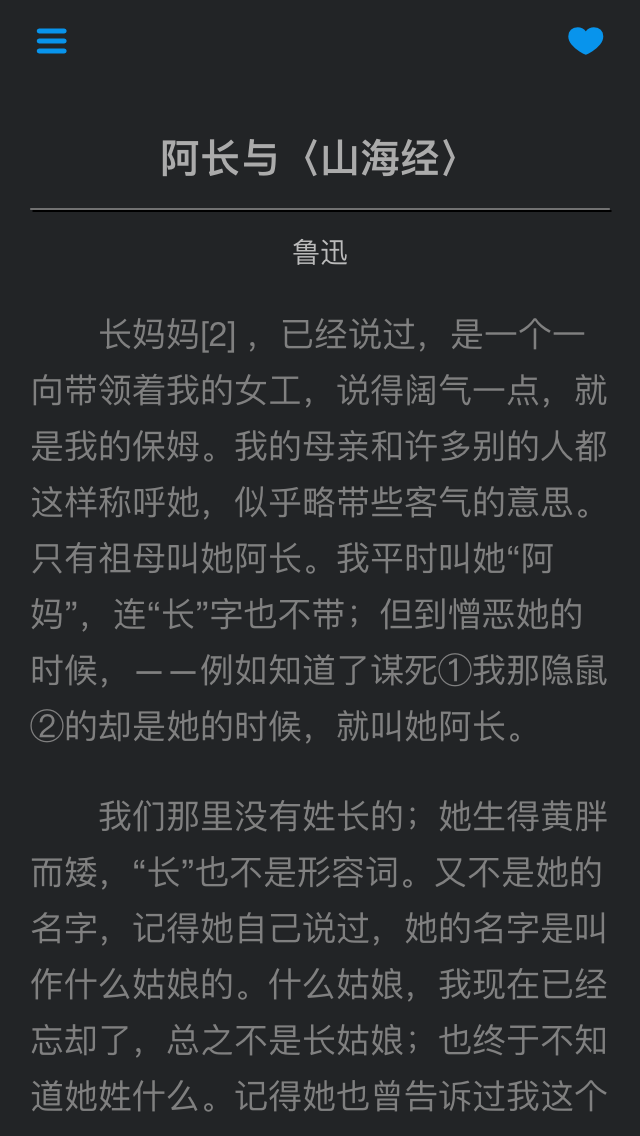 阿长与〈山海经〉
鲁迅
长妈妈[2] ，已经说过，是一个一
向带领着我的女工，说得阔气一点，就
是我的保姆。我的母亲和许多别的人都
这样称呼她，似乎略带些客气的意思。
只有祖母叫她阿长。我平时叫她“阿
妈”，连“长”字也不带；但到憎恶她的
时候，——例如知道了谋死①我那隐鼠
②的却是她的时候，就叫她阿长。
我们那里没有姓长的；她生得黄胖
而矮，“长”也不是形容词。又不是她的
名字，记得她自己说过，她的名字是叫
作什么姑娘的。什么姑娘，我现在已经
忘却了，总之不是长姑娘；也终于不知
道她姓什么。记得她也曾告诉过我这个